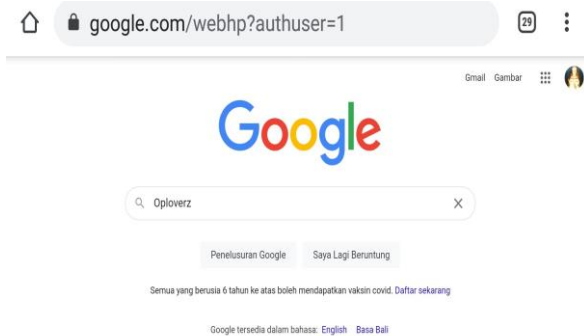 google.com/webhp?authuser=1 29
Gmail Gambar
Google
Oploverz
Penelusuran Google Saya Lagi Beruntung
Semua yang berusia 6 tahun ke atas boleh mendapatkan vaksin covid. Daftar sekarang
Google tersedia dalam bahasa: English Basa Bali